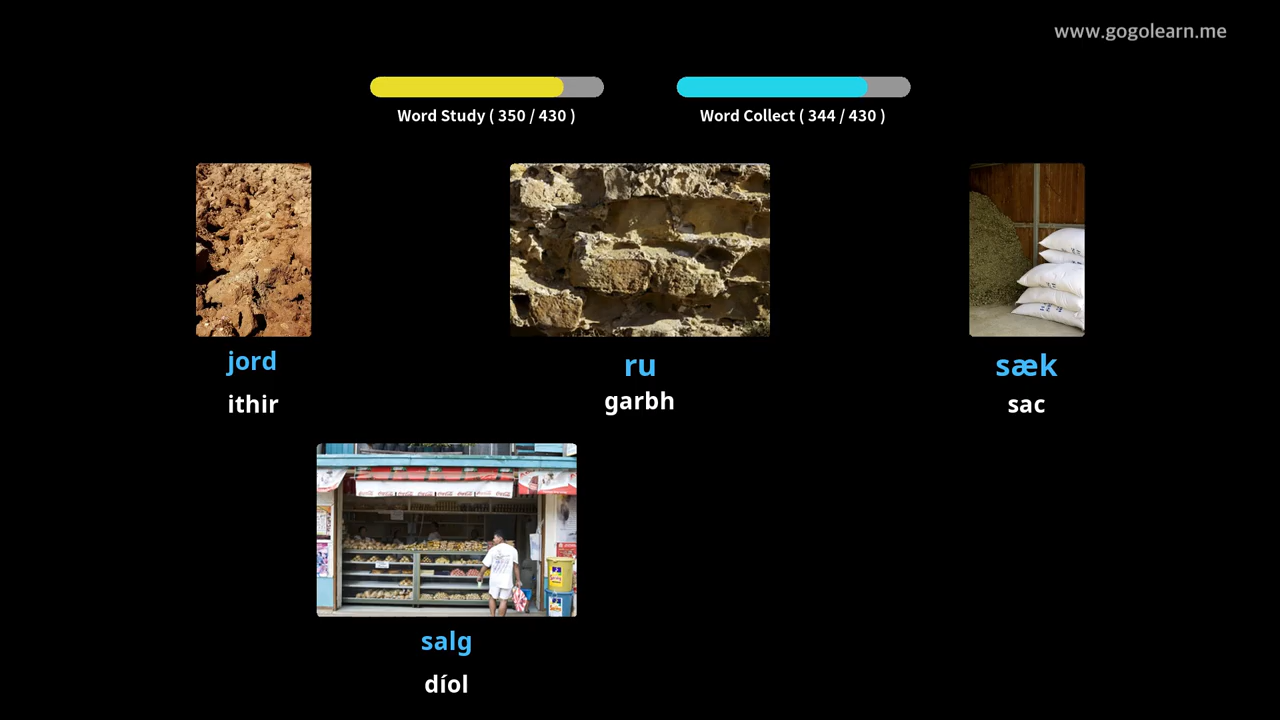 www.gogolearn.me
Word Study ( 350 / 430 )
Word Collect ( 344 / 430 )
jord
ithir
ru
garbh
sæk
sac
salg
díol